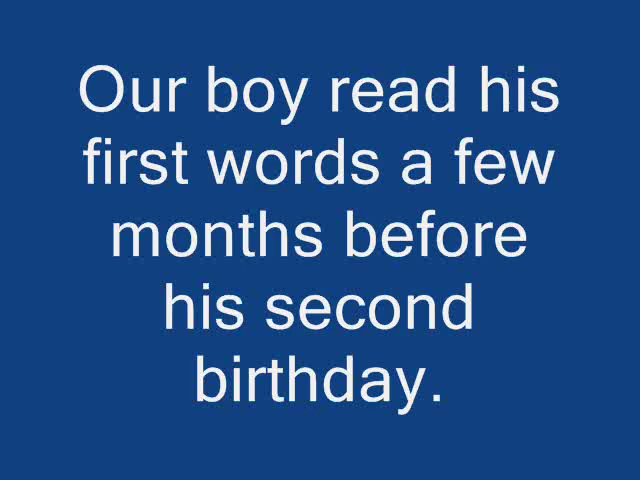 Our boy read his
first words a few
months before
his second
birthday.